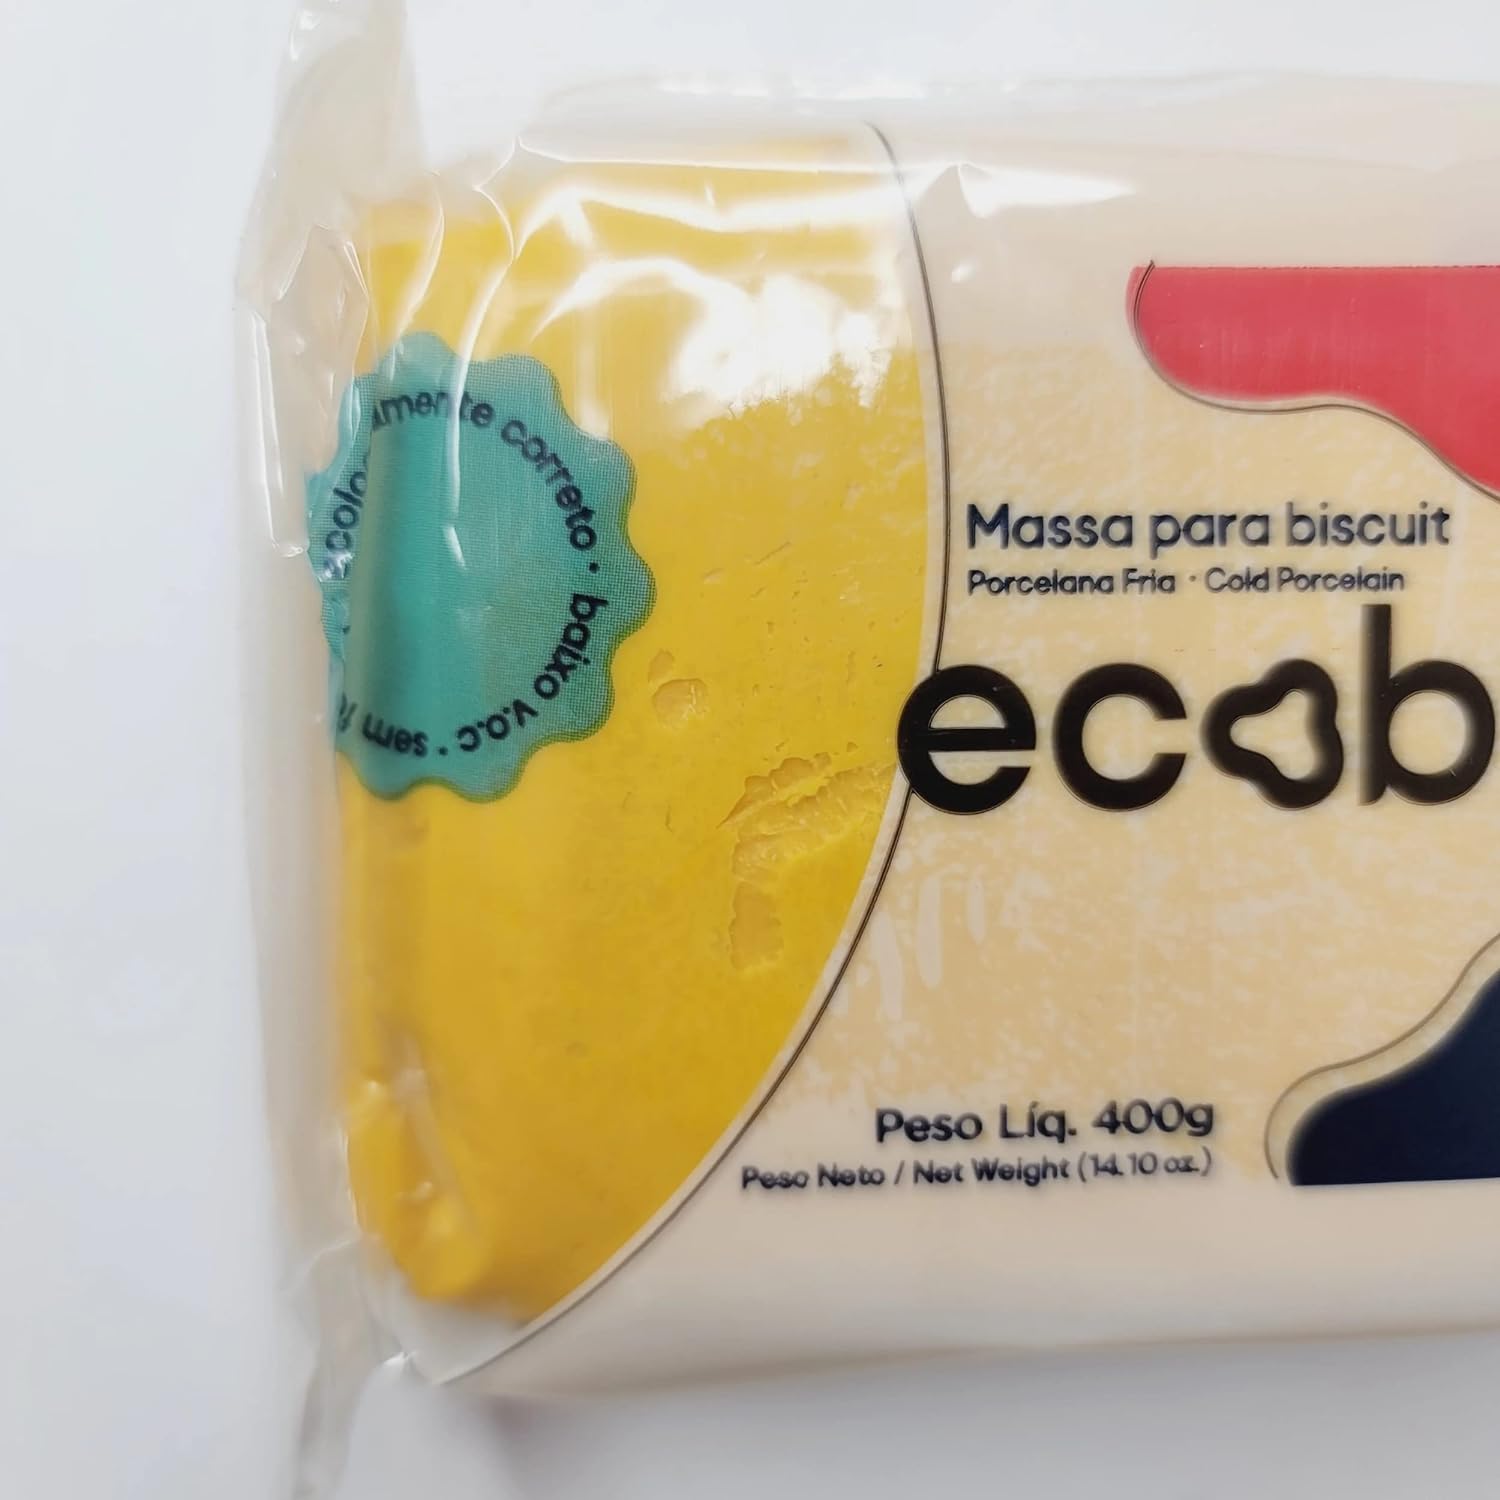 correto · baixo v.o.c · sem
Massa para biscuit
Porcelana Fria · Cold Porcelain
ecob
Peso Líq. 400g
Peso Neto / Net Weight (14.10 oz.)